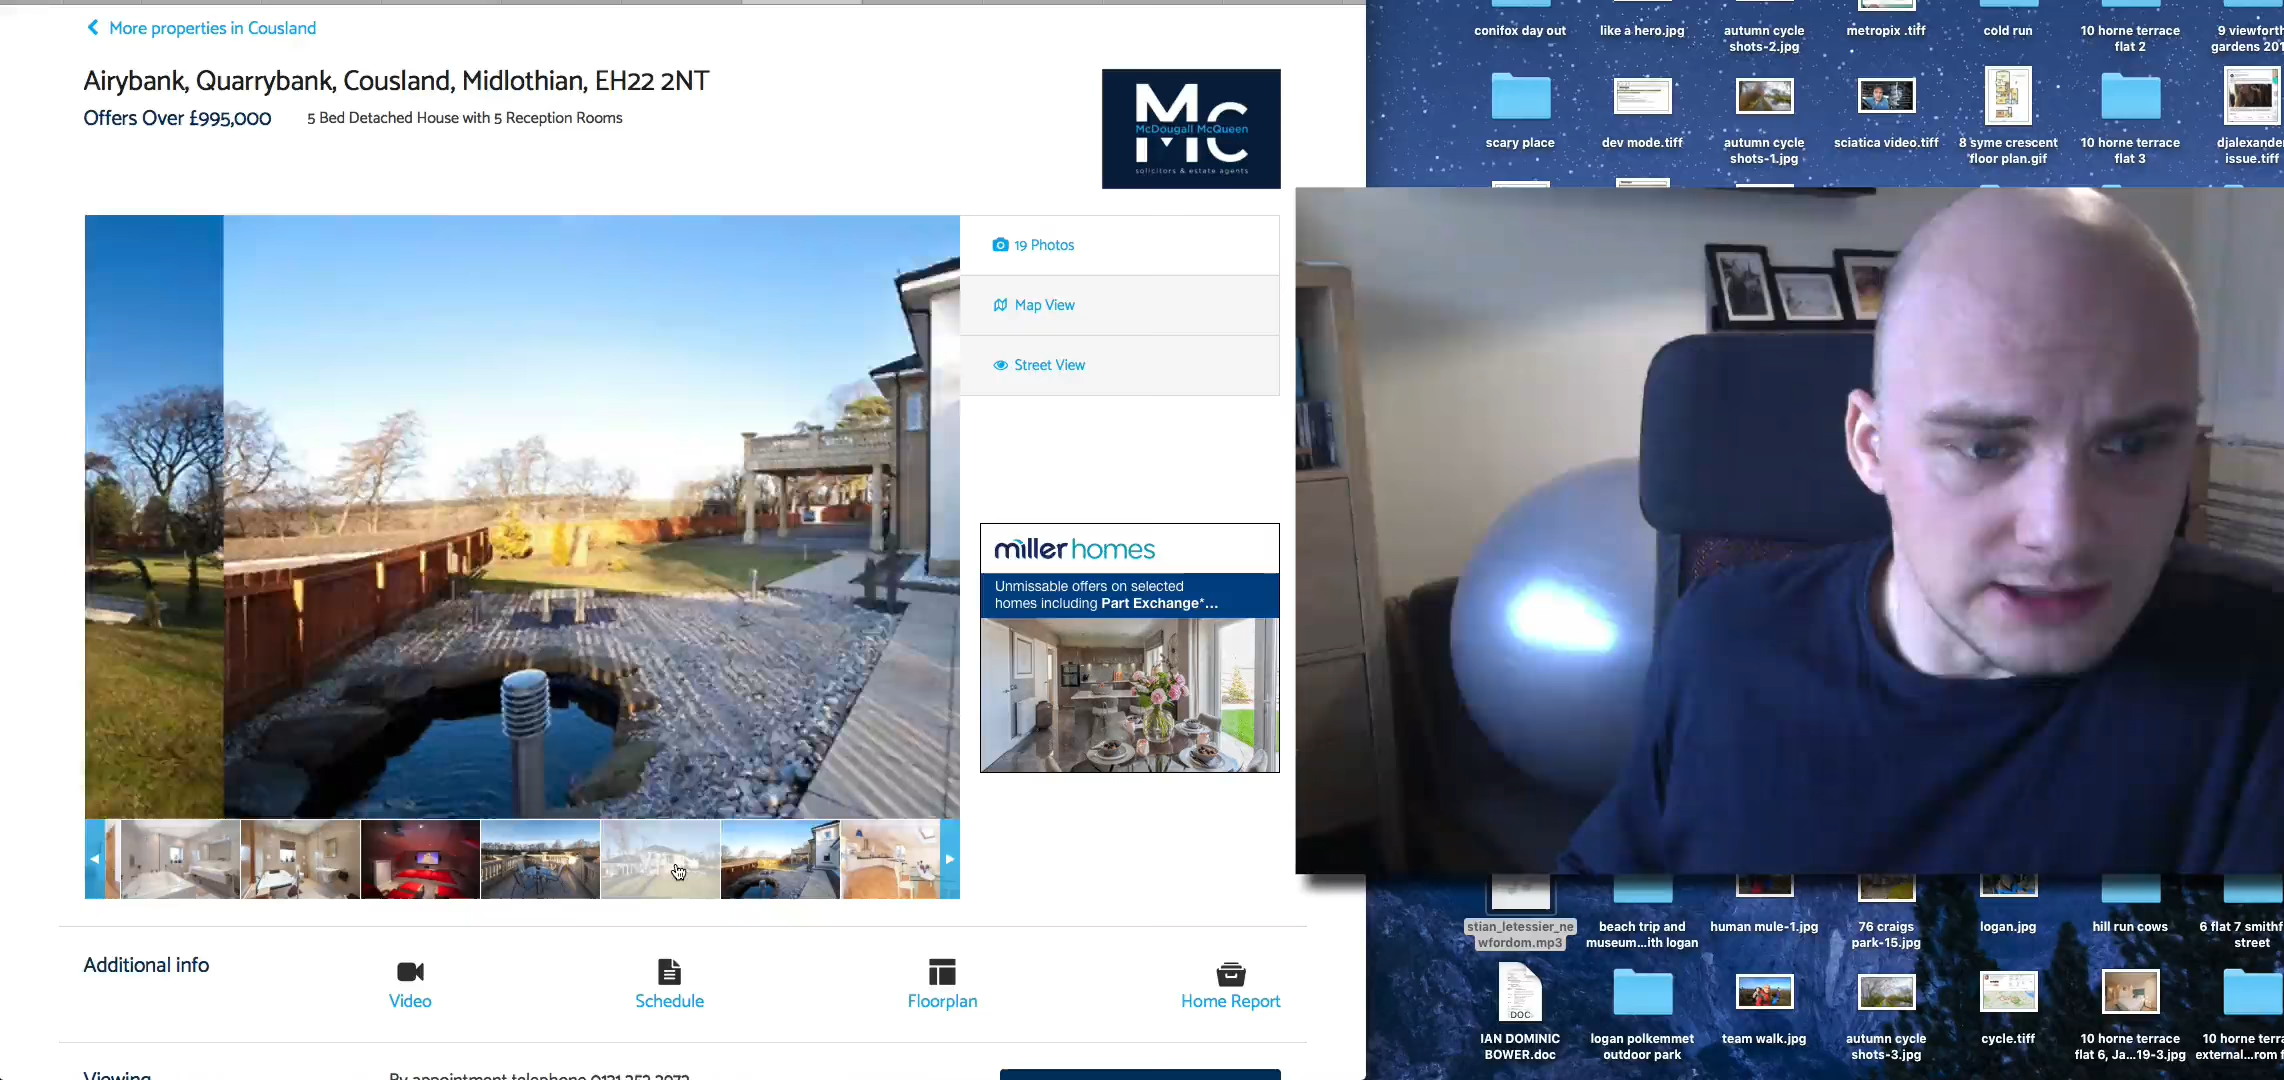 More properties in Cousland
Airybank, Quarrybank, Cousland, Midlothian, EH22 2NT
Offers Over £995,000
5 Bed Detached House with 5 Reception Rooms
McDougall McQueen
solicitors & estate agents
19 Photos
Map View
Street View
miller homes
Unmissable offers on selected
homes including Part Exchange*...
Additional info
Video
Schedule
Floorplan
Home Report
Viewing
By appointment telephone 0131 253 2972
conifox day out
like a hero.jpg
autumn cycle
shots-2.jpg
metropix .tiff
cold run
10 horne terrace
flat 2
9 viewforth
gardens 201
scary place
dev mode.tiff
autumn cycle
shots-1.jpg
sciatica video.tiff
8 syme crescent
floor plan.gif
10 horne terrace
flat 3
djalexander
issue.tiff
stian_letessier_ne
wfordom.mp3
beach trip and
museum...ith logan
human mule-1.jpg
76 craigs
park-15.jpg
logan.jpg
hill run cows
6 flat 7 smithf
street
DOC
IAN DOMINIC
BOWER.doc
logan polkemmet
outdoor park
team walk.jpg
autumn cycle
shots-3.jpg
cycle.tiff
10 horne terrace
flat 6, Ja...19-3.jpg
10 horne terra
external...rom f